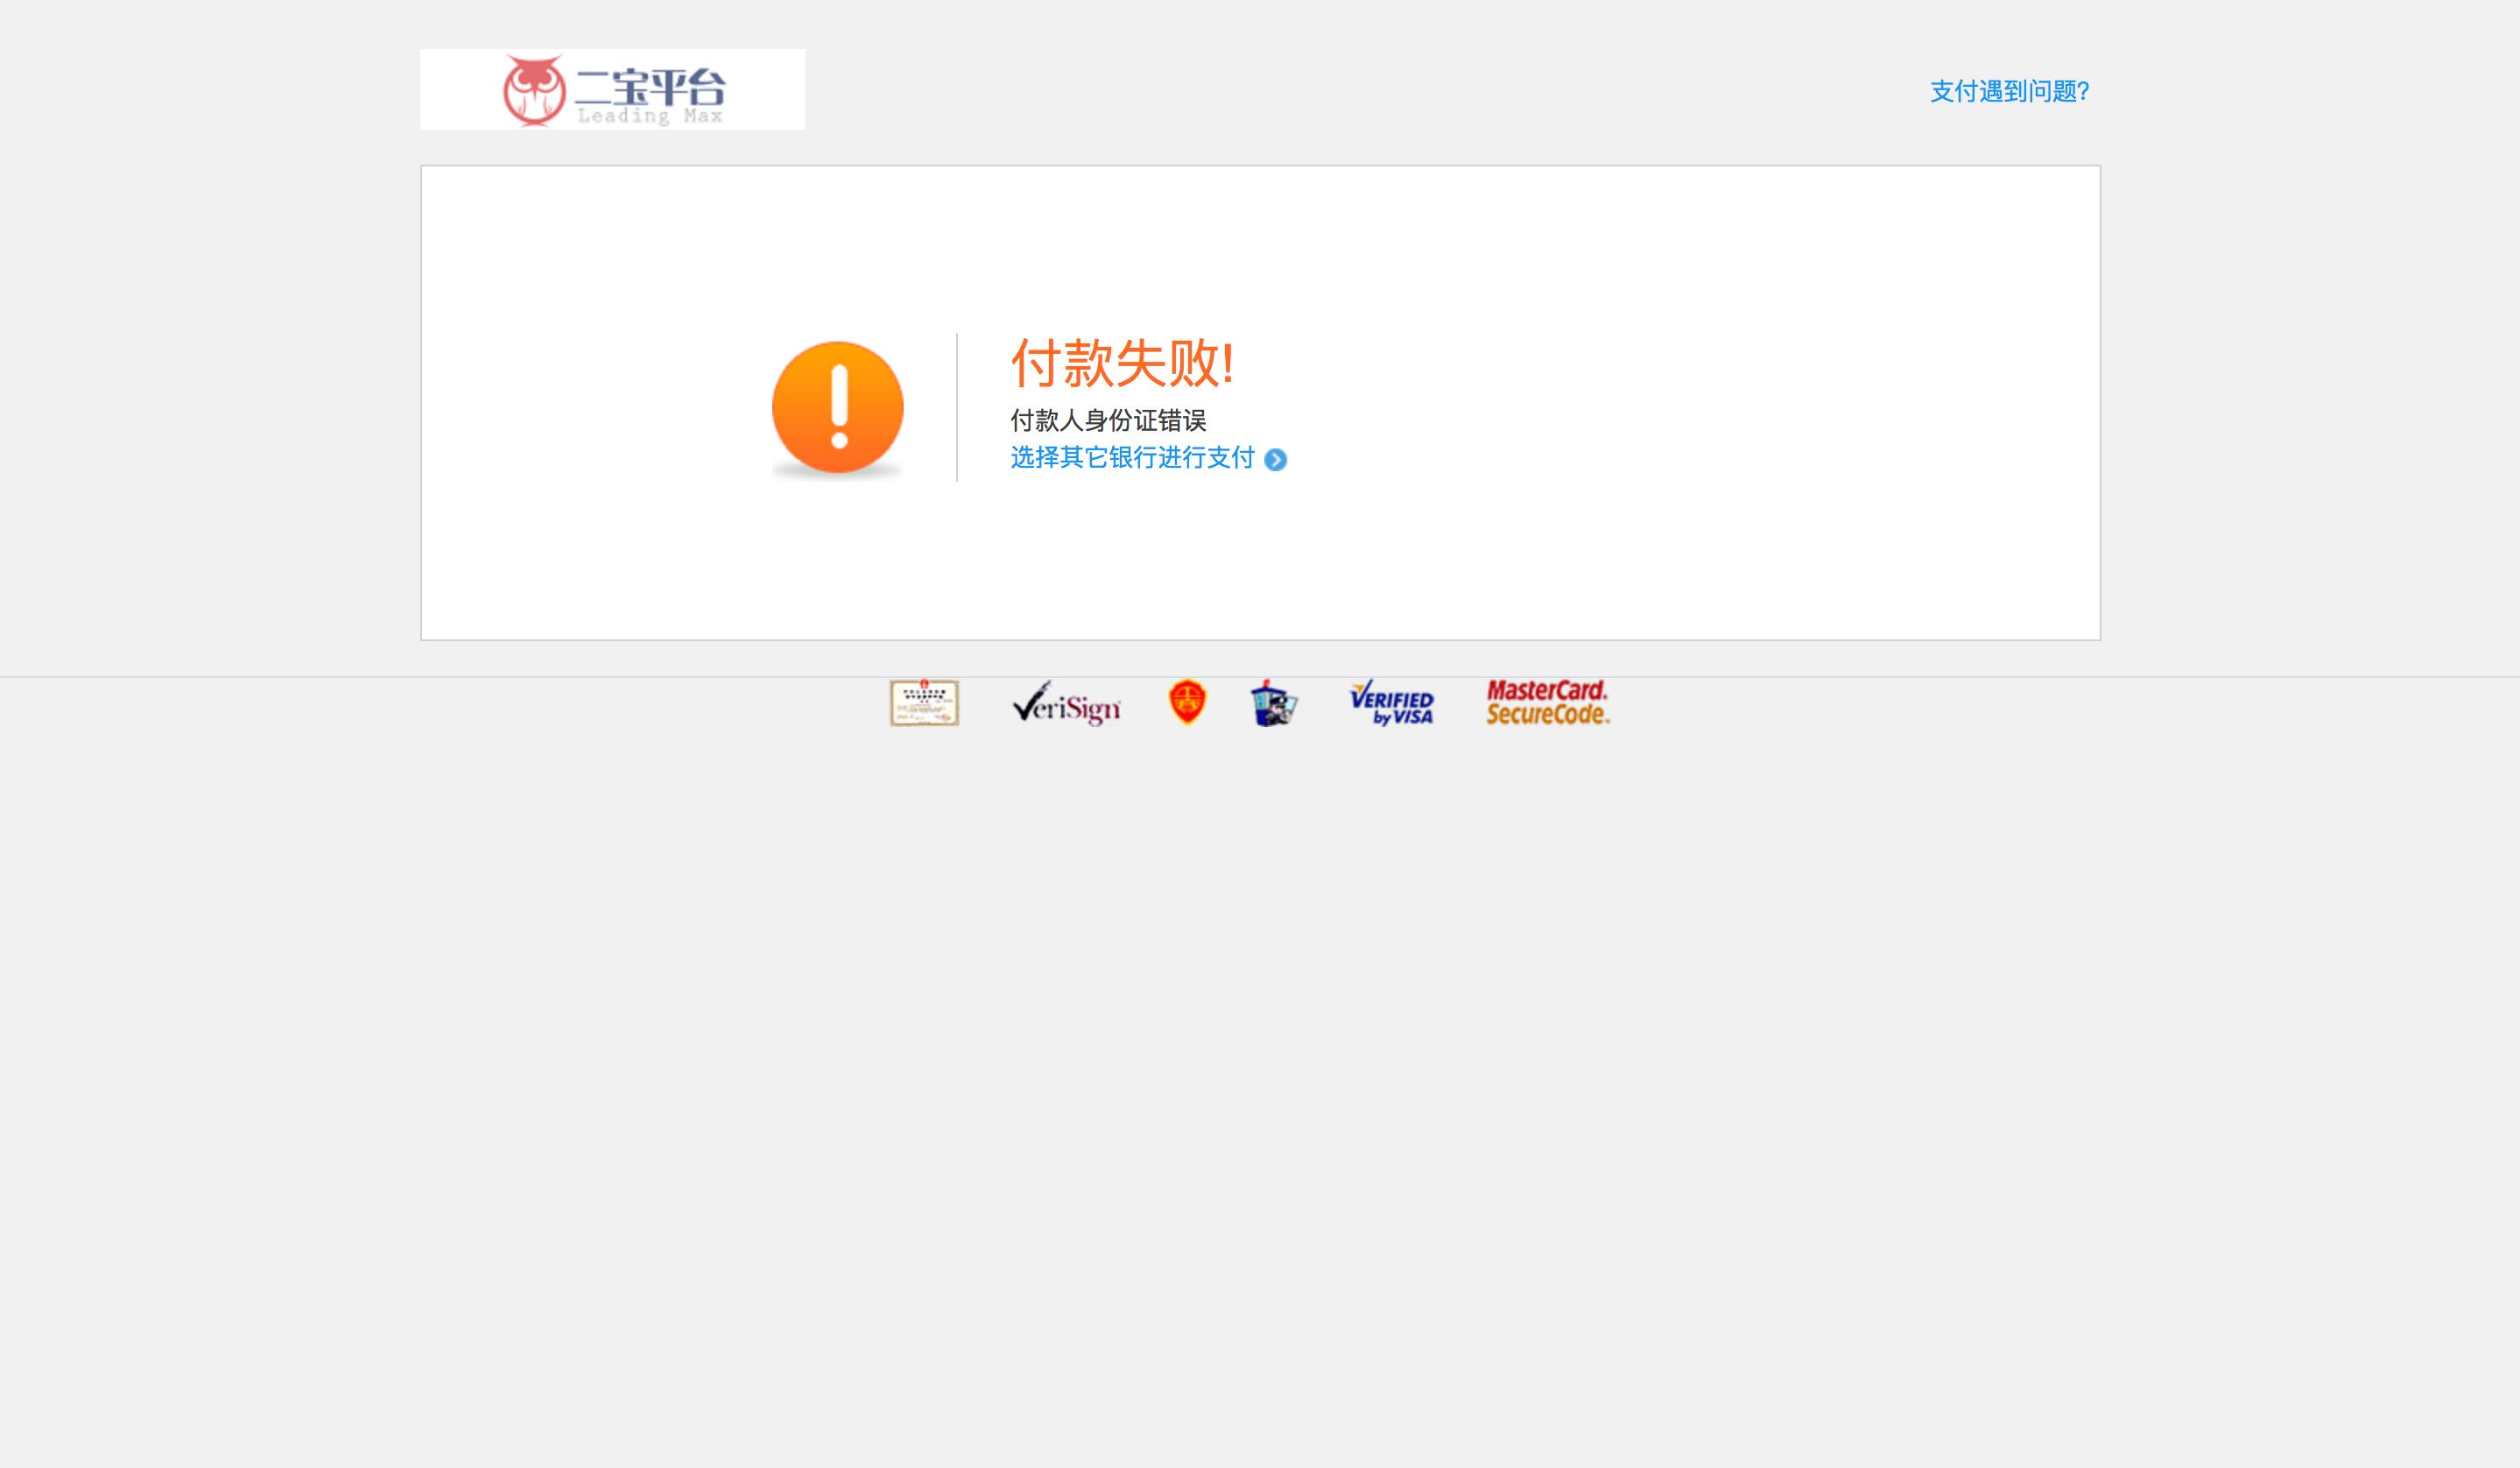 二宝平台
Leading Max
支付遇到问题?
付款失败!
付款人身份证错误
选择其它银行进行支付
VeriSign
VERIFIED
by VISA
MasterCard.
SecureCode.